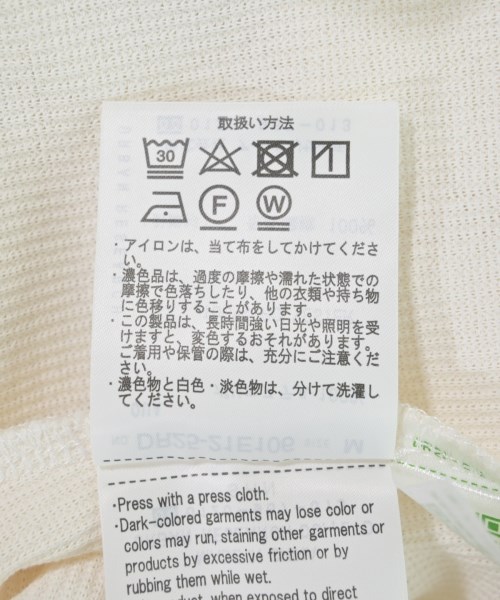 取扱い方法
30
F W
・アイロンは、当て布をしてかけてくださ
い。
・濃色品は、過度の摩擦や濡れた状態での
摩擦で色落ちしたり、他の衣類や持ち物
に色移りすることがあります。
・この製品は、長時間強い日光や照明を受
けますと、変色するおそれがあります。
ご着用や保管の際は、充分にご注意くだ
さい。
・濃色物と白色・淡色物は、分けて洗濯し
てください。
・Press with a press cloth.
・Dark-colored garments may lose color or
colors may run, staining other garments or
products by excessive friction or by
rubbing them while wet.
when exposed to direct